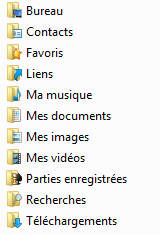 Bureau
Contacts
Favoris
Liens
Ma musique
Mes documents
Mes images
Mes vidéos
Parties enregistrées
Recherches
Téléchargements